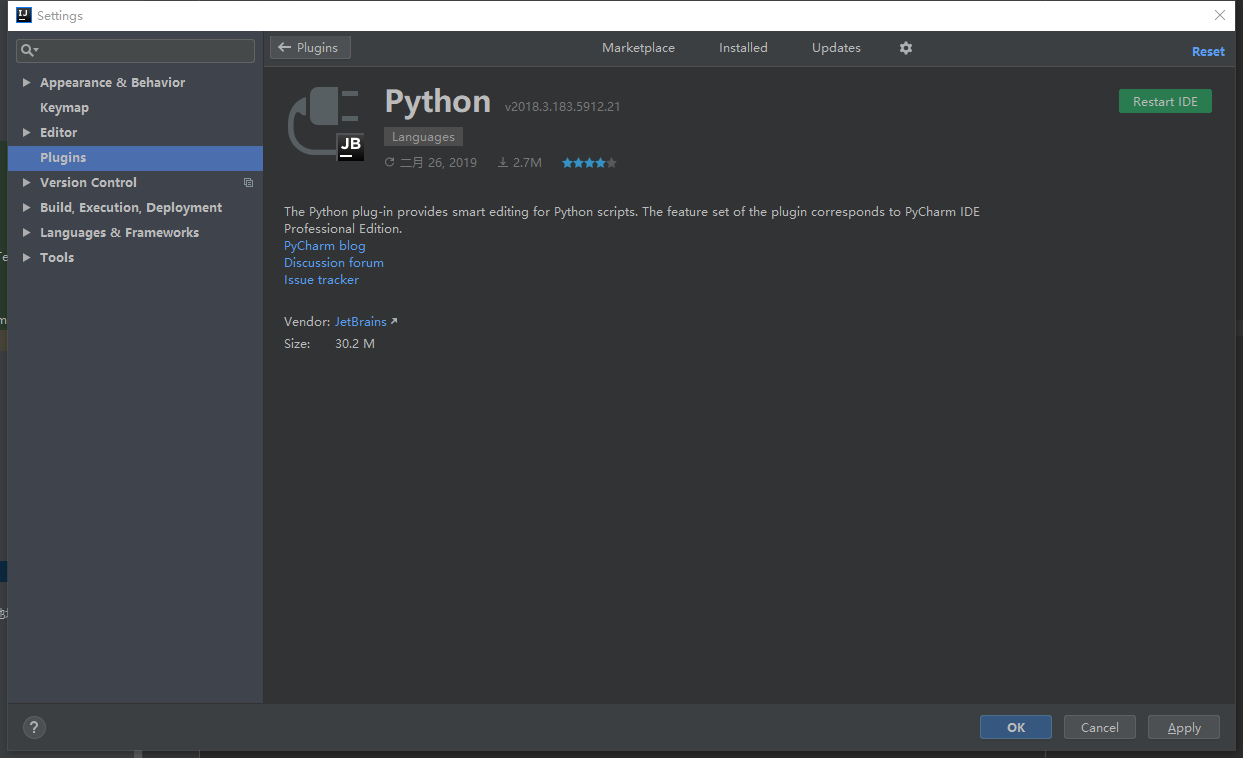 IJ Settings
Appearance & Behavior
Keymap
Editor
Plugins
Version Control
Build, Execution, Deployment
Languages & Frameworks
Tools
Plugins
Marketplace
Installed
Updates
Reset
Python v2018.3.183.5912.21
Restart IDE
JB
Languages
二月 26, 2019 2.7M
The Python plug-in provides smart editing for Python scripts. The feature set of the plugin corresponds to PyCharm IDE
Professional Edition.
PyCharm blog
Discussion forum
Issue tracker
Vendor: JetBrains
Size: 30.2 M
?
OK
Cancel
Apply